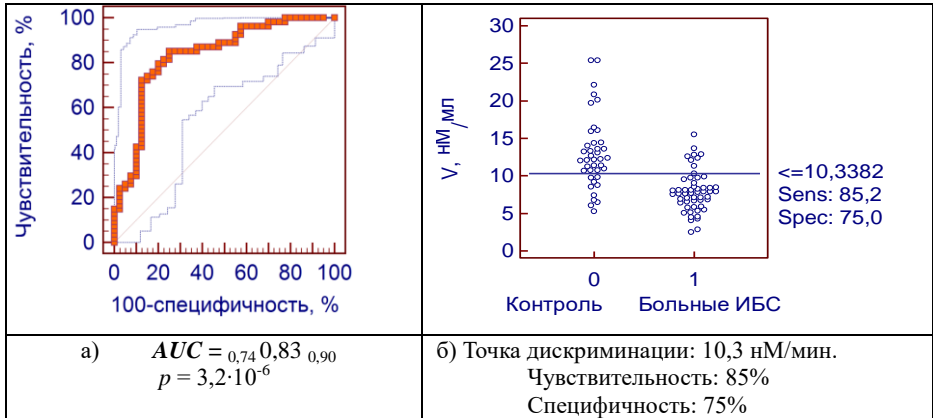 Чувствительность, %
100
80
60
40
20
0
0 20 40 60 80 100
100-специфичность, %
V, нМ/мл
30
25
20
15
10
5
0
<=10,3382
Sens: 85,2
Spec: 75,0
0 1
Контроль Больные ИБС
а) AUC = 0,74 0,83 0,90
p = 3,2·10-6
б) Точка дискриминации: 10,3 нМ/мин.
Чувствительность: 85%
Специфичность: 75%